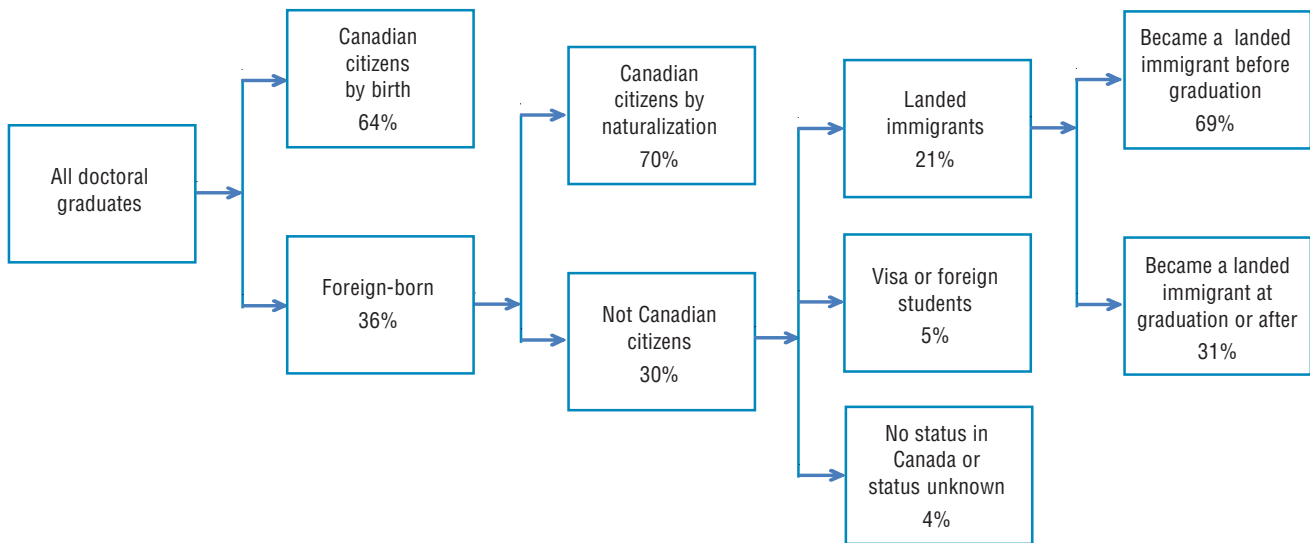 All doctoral
graduates
Canadian
citizens
by birth
64%
Foreign-born
36%
Canadian
citizens by
naturalization
70%
Not Canadian
citizens
30%
Landed
immigrants
21%
Visa or foreign
students
5%
No status in
Canada or
status unknown
4%
Became a landed
immigrant before
graduation
69%
Became a landed
immigrant at
graduation or after
31%